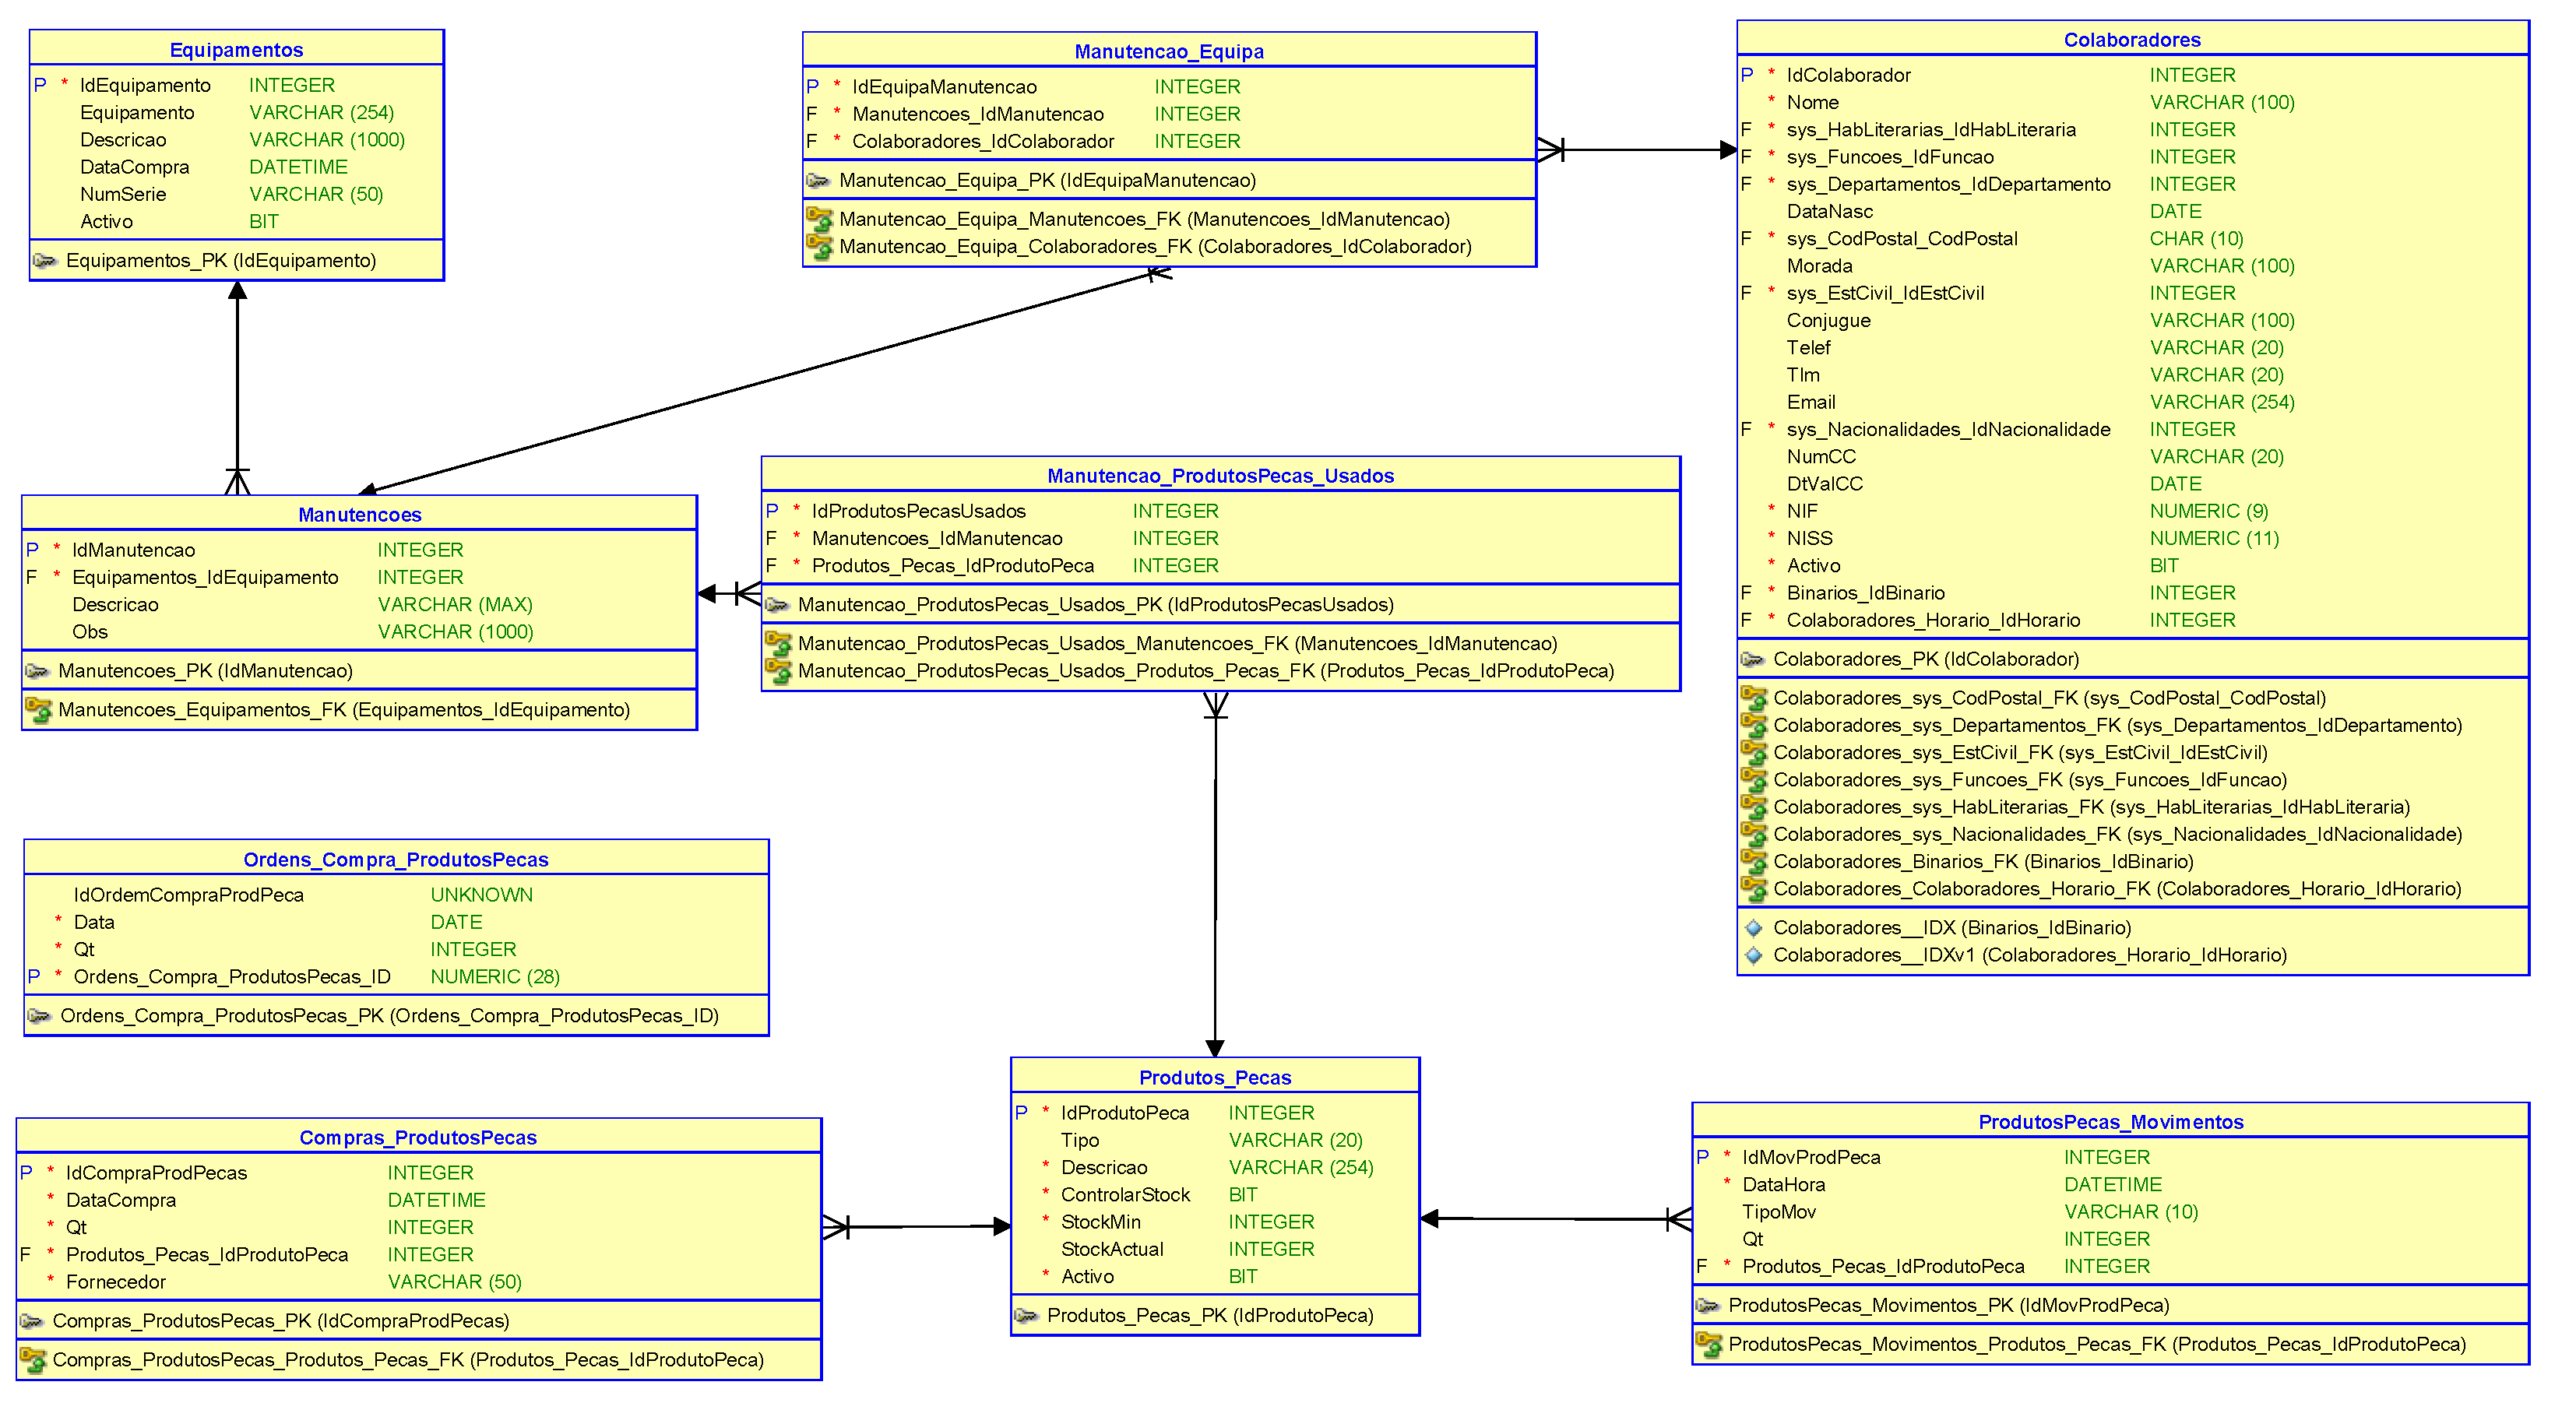 Equipamentos
P * IdEquipamento INTEGER
Equipamento VARCHAR (254)
Descricao VARCHAR (1000)
DataCompra DATETIME
NumSerie VARCHAR (50)
Activo BIT
Equipamentos_PK (IdEquipamento)
Manutencao_Equipa
P * IdEquipaManutencao INTEGER
F * Manutencoes_IdManutencao INTEGER
F * Colaboradores_IdColaborador INTEGER
Manutencao_Equipa_PK (IdEquipaManutencao)
Manutencao_Equipa_Manutencoes_FK (Manutencoes_IdManutencao)
Manutencao_Equipa_Colaboradores_FK (Colaboradores_IdColaborador)
Colaboradores
P * IdColaborador INTEGER
* Nome VARCHAR (100)
F * sys_HabLiterarias_IdHabLiteraria INTEGER
F * sys_Funcoes_IdFuncao INTEGER
F * sys_Departamentos_IdDepartamento INTEGER
DataNasc DATE
F * sys_CodPostal_CodPostal CHAR (10)
Morada VARCHAR (100)
F * sys_EstCivil_IdEstCivil INTEGER
Conjugue VARCHAR (100)
Telef VARCHAR (20)
Tlm VARCHAR (20)
Email VARCHAR (254)
F * sys_Nacionalidades_IdNacionalidade INTEGER
NumCC VARCHAR (20)
DtValCC DATE
* NIF NUMERIC (9)
* NISS NUMERIC (11)
* Activo BIT
F * Binarios_IdBinario INTEGER
F * Colaboradores_Horario_IdHorario INTEGER
Colaboradores_PK (IdColaborador)
Colaboradores_sys_CodPostal_FK (sys_CodPostal_CodPostal)
Colaboradores_sys_Departamentos_FK (sys_Departamentos_IdDepartamento)
Colaboradores_sys_EstCivil_FK (sys_EstCivil_IdEstCivil)
Colaboradores_sys_Funcoes_FK (sys_Funcoes_IdFuncao)
Colaboradores_sys_HabLiterarias_FK (sys_HabLiterarias_IdHabLiteraria)
Colaboradores_sys_Nacionalidades_FK (sys_Nacionalidades_IdNacionalidade)
Colaboradores_Binarios_FK (Binarios_IdBinario)
Colaboradores_Colaboradores_Horario_FK (Colaboradores_Horario_IdHorario)
Colaboradores__IDX (Binarios_IdBinario)
Colaboradores__IDXv1 (Colaboradores_Horario_IdHorario)
Manutencoes
P * IdManutencao INTEGER
F * Equipamentos_IdEquipamento INTEGER
Descricao VARCHAR (MAX)
Obs VARCHAR (1000)
Manutencoes_PK (IdManutencao)
Manutencoes_Equipamentos_FK (Equipamentos_IdEquipamento)
Manutencao_ProdutosPecas_Usados
P * IdProdutosPecasUsados INTEGER
F * Manutencoes_IdManutencao INTEGER
F * Produtos_Pecas_IdProdutoPeca INTEGER
Manutencao_ProdutosPecas_Usados_PK (IdProdutosPecasUsados)
Manutencao_ProdutosPecas_Usados_Manutencoes_FK (Manutencoes_IdManutencao)
Manutencao_ProdutosPecas_Usados_Produtos_Pecas_FK (Produtos_Pecas_IdProdutoPeca)
Ordens_Compra_ProdutosPecas
IdOrdemCompraProdPeca UNKNOWN
* Data DATE
* Qt INTEGER
P * Ordens_Compra_ProdutosPecas_ID NUMERIC (28)
Ordens_Compra_ProdutosPecas_PK (Ordens_Compra_ProdutosPecas_ID)
Compras_ProdutosPecas
P * IdCompraProdPecas INTEGER
* DataCompra DATETIME
* Qt INTEGER
F * Produtos_Pecas_IdProdutoPeca INTEGER
* Fornecedor VARCHAR (50)
Compras_ProdutosPecas_PK (IdCompraProdPecas)
Compras_ProdutosPecas_Produtos_Pecas_FK (Produtos_Pecas_IdProdutoPeca)
Produtos_Pecas
P * IdProdutoPeca INTEGER
Tipo VARCHAR (20)
* Descricao VARCHAR (254)
* ControlarStock BIT
* StockMin INTEGER
StockActual INTEGER
* Activo BIT
Produtos_Pecas_PK (IdProdutoPeca)
ProdutosPecas_Movimentos
P * IdMovProdPeca INTEGER
* DataHora DATETIME
TipoMov VARCHAR (10)
Qt INTEGER
F * Produtos_Pecas_IdProdutoPeca INTEGER
ProdutosPecas_Movimentos_PK (IdMovProdPeca)
ProdutosPecas_Movimentos_Produtos_Pecas_FK (Produtos_Pecas_IdProdutoPeca)